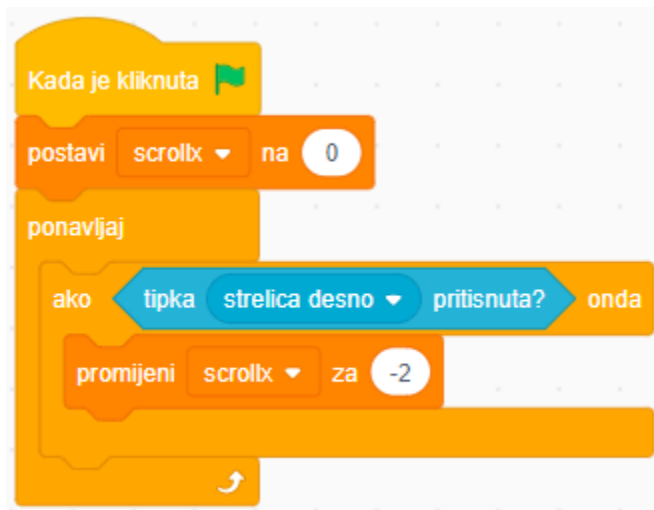 Kada je kliknuta
postavi scrollx na 0
ponavljaj
ako tipka strelica desno pritisnuta? onda
promijeni scrollx za -2